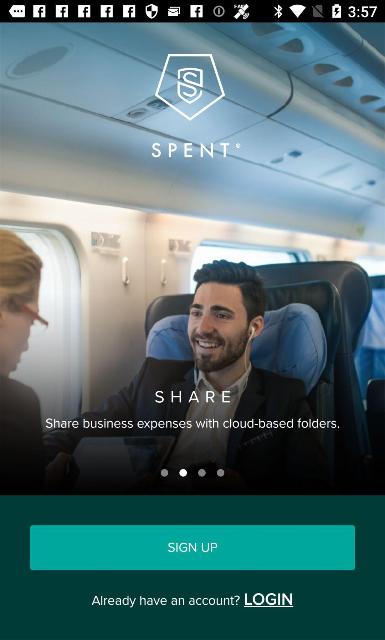 3:57
SPENT®
SHARE
Share business expenses with cloud-based folders.
SIGN UP
Already have an account? LOGIN